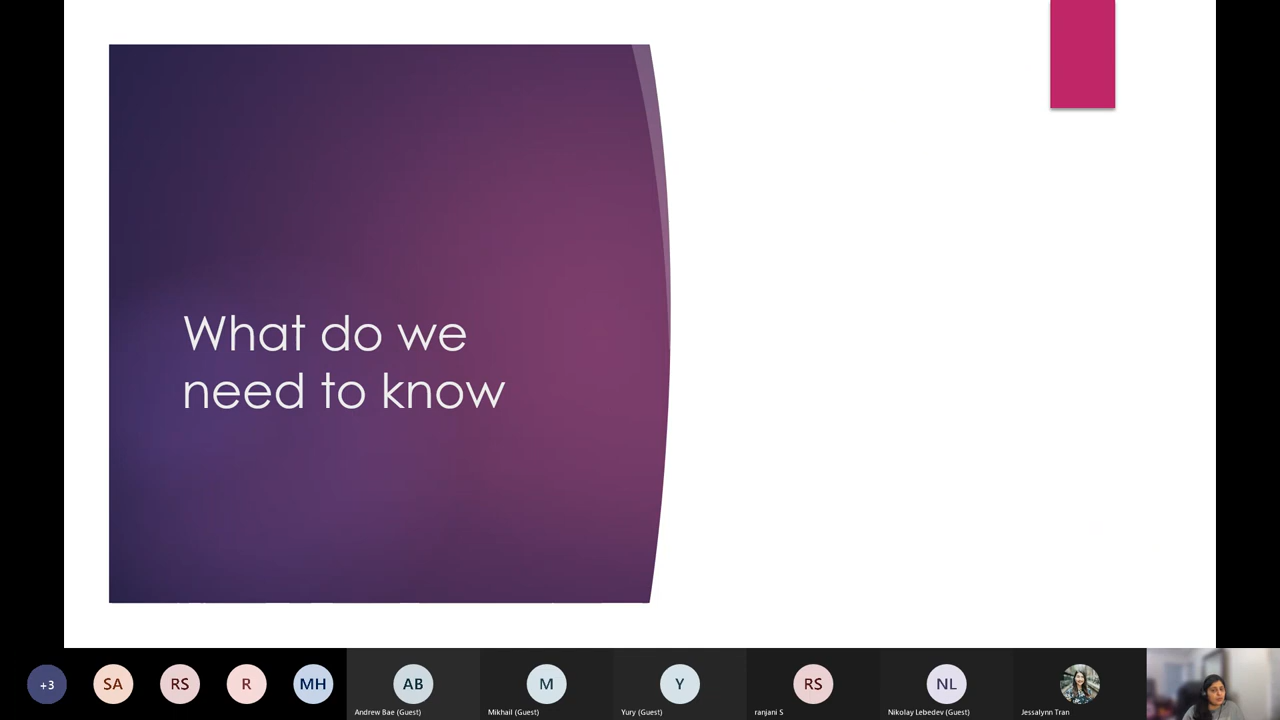 What do we
need to know
+3
SA
RS
R
MH
AB
Andrew Bae (Guest)
M
Mikhail (Guest)
Y
Yury (Guest)
RS
ranjani S
NL
Nikolay Lebedev (Guest)
Jessalynn Tran